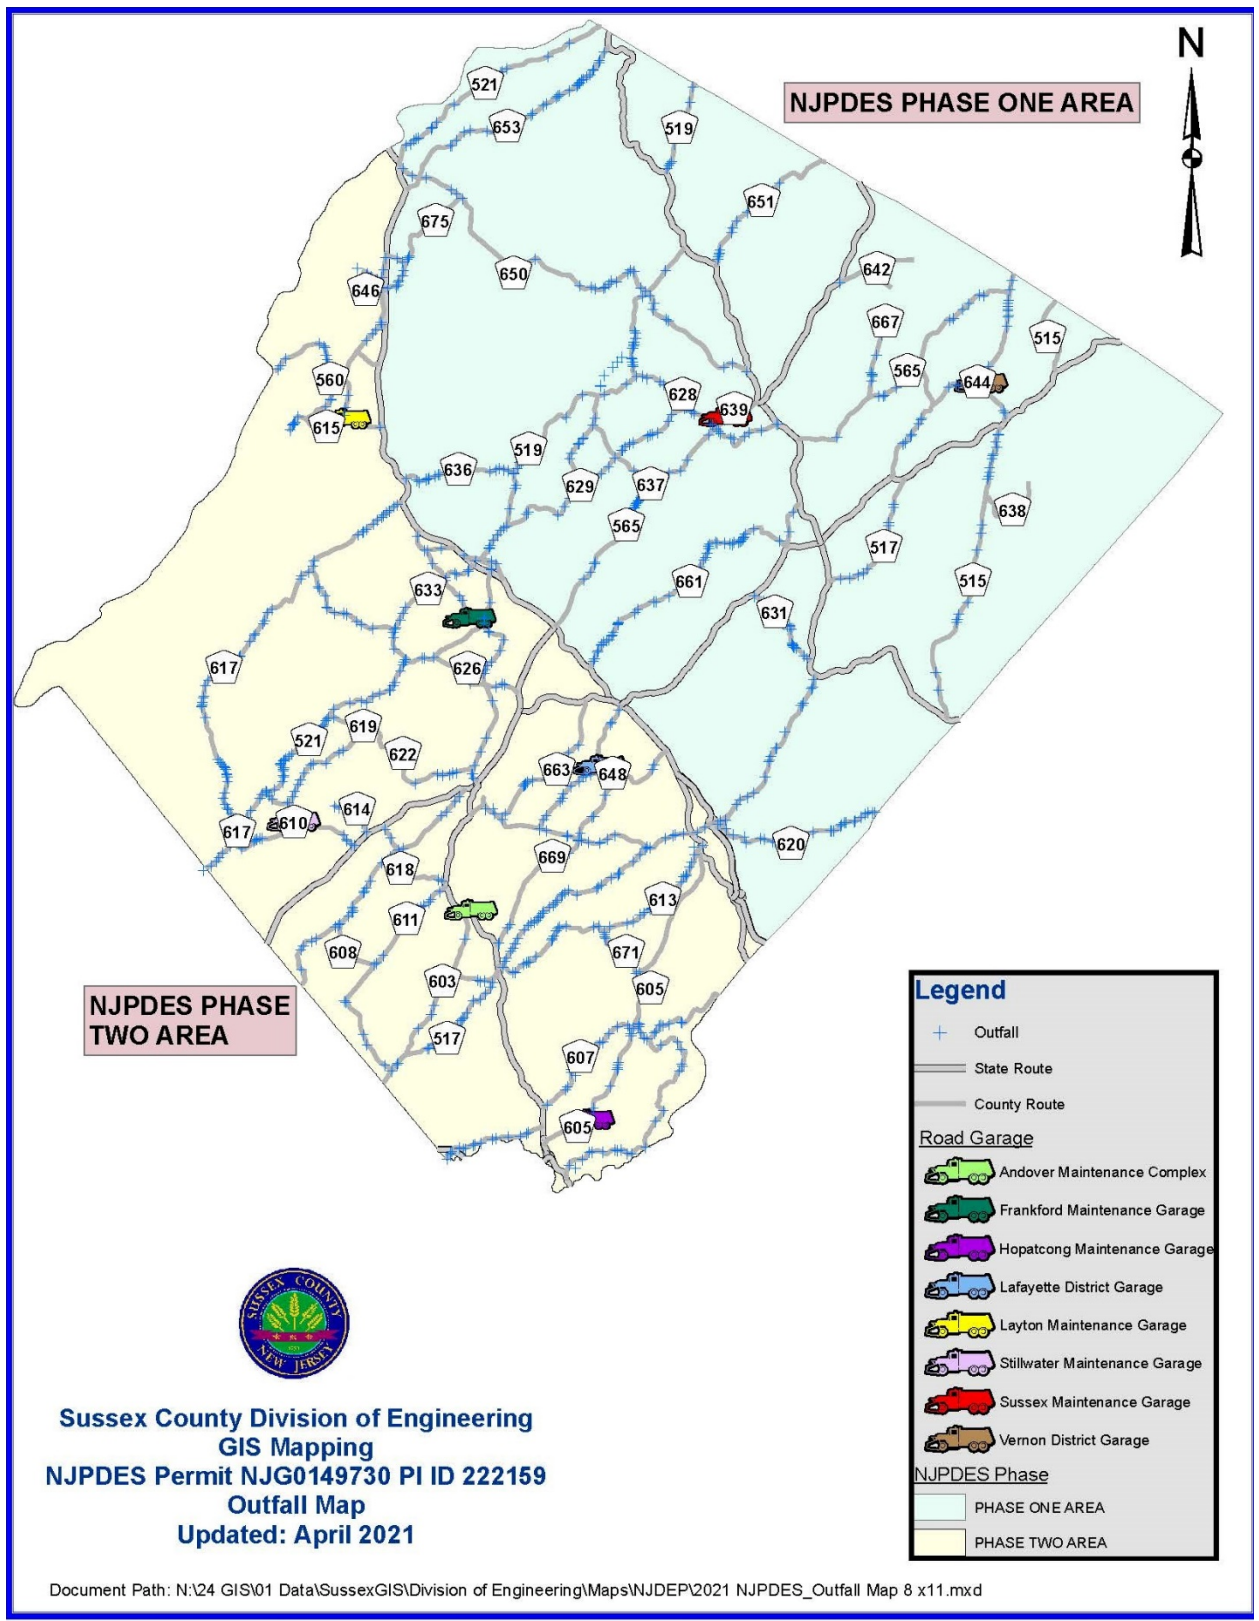 N
NJPDES PHASE ONE AREA
521
653
519
651
675
650
642
646
667
515
565
560
644
628
639
615
519
636
629
637
565
638
517
661
515
633
631
626
617
619
521
622
663
648
614
610
617
620
669
618
613
611
671
608
603
605
517
607
605
NJPDES PHASE
TWO AREA
Legend
Outfall
State Route
County Route
Road Garage
Andover Maintenance Complex
Frankford Maintenance Garage
Hopatcong Maintenance Garage
Lafayette District Garage
Layton Maintenance Garage
Stillwater Maintenance Garage
Sussex Maintenance Garage
Vernon District Garage
NJPDES Phase
PHASE ONE AREA
PHASE TWO AREA
SUSSEX COUNTY
NEW JERSEY
Sussex County Division of Engineering
GIS Mapping
NJPDES Permit NJG0149730 PI ID 222159
Outfall Map
Updated: April 2021
Document Path: N:\24 GIS\01 Data\SussexGIS\Division of Engineering\Maps\NJDEP\2021 NJPDES_Outfall Map 8 x11.mxd